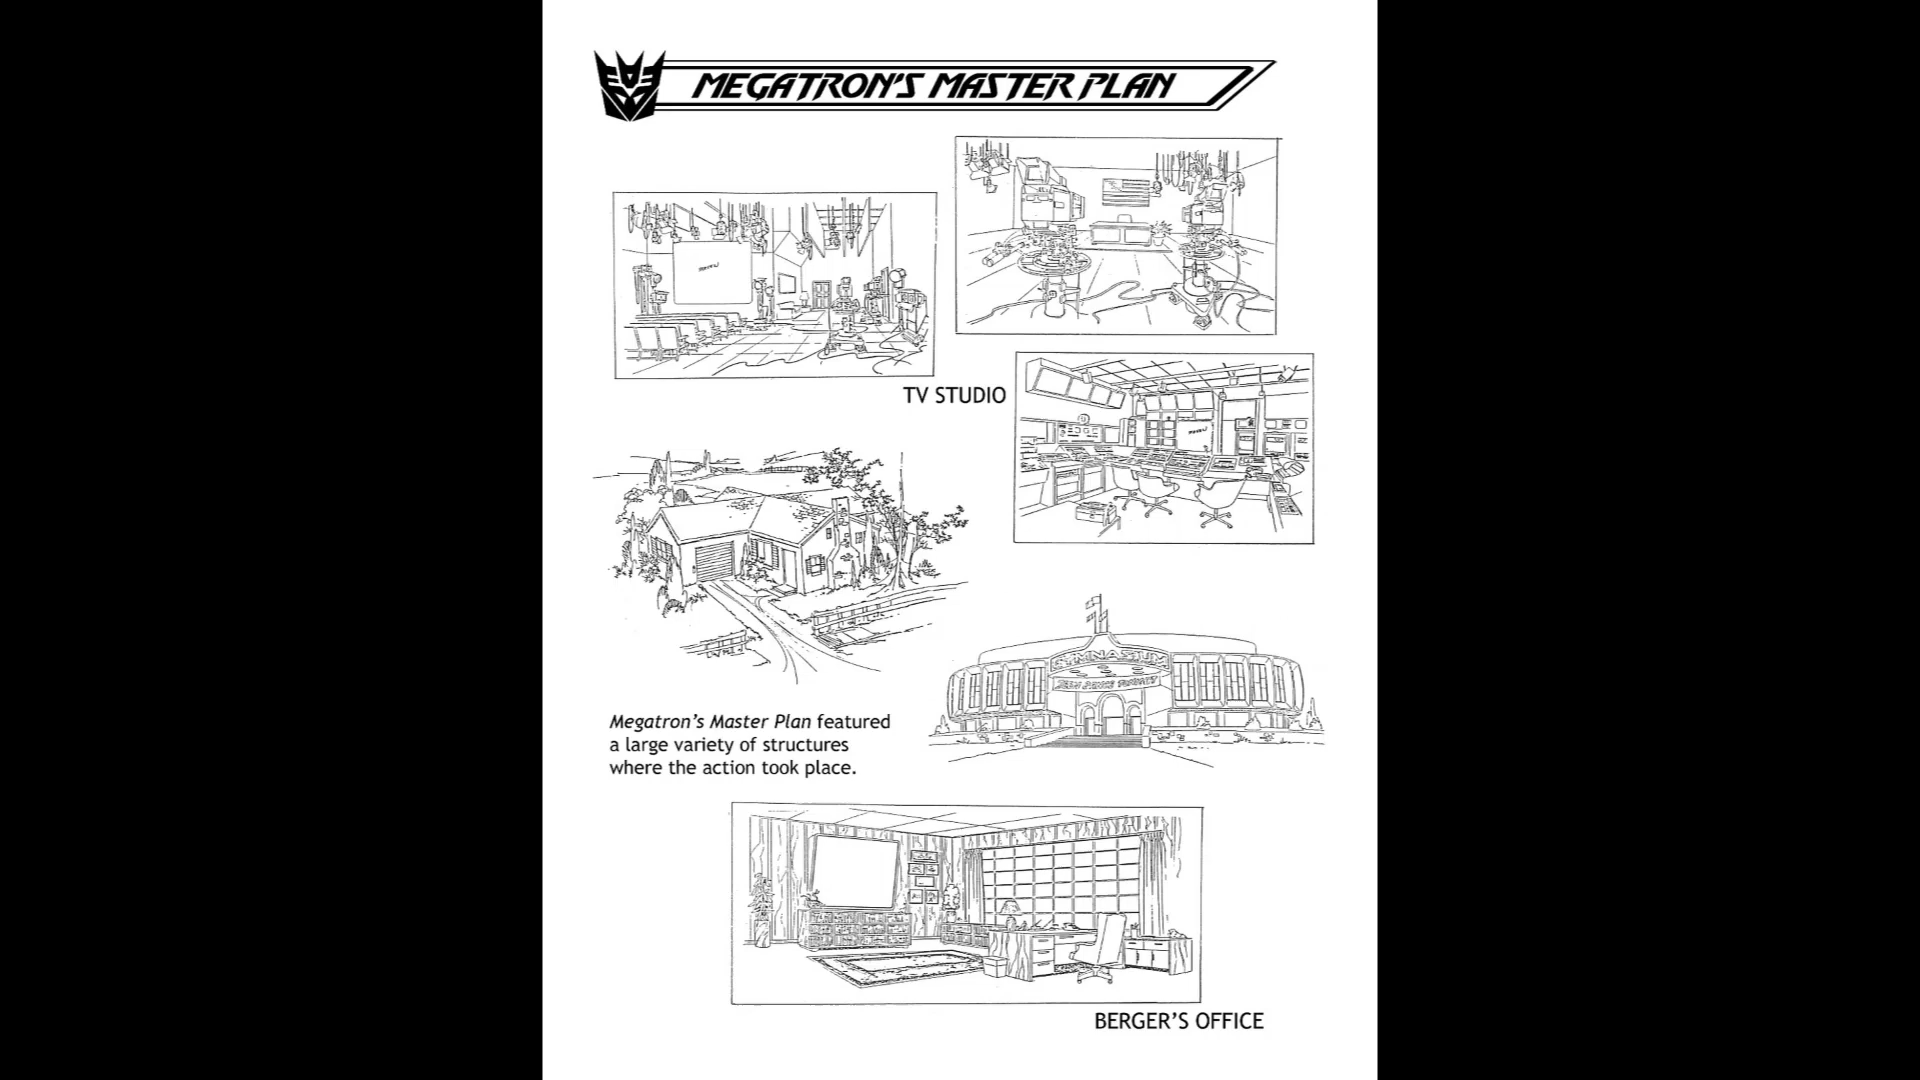 MEGATRON'S MASTER PLAN
TV STUDIO
GYMNASIUM
Megatron's Master Plan featured
a large variety of structures
where the action took place.
BERGER'S OFFICE